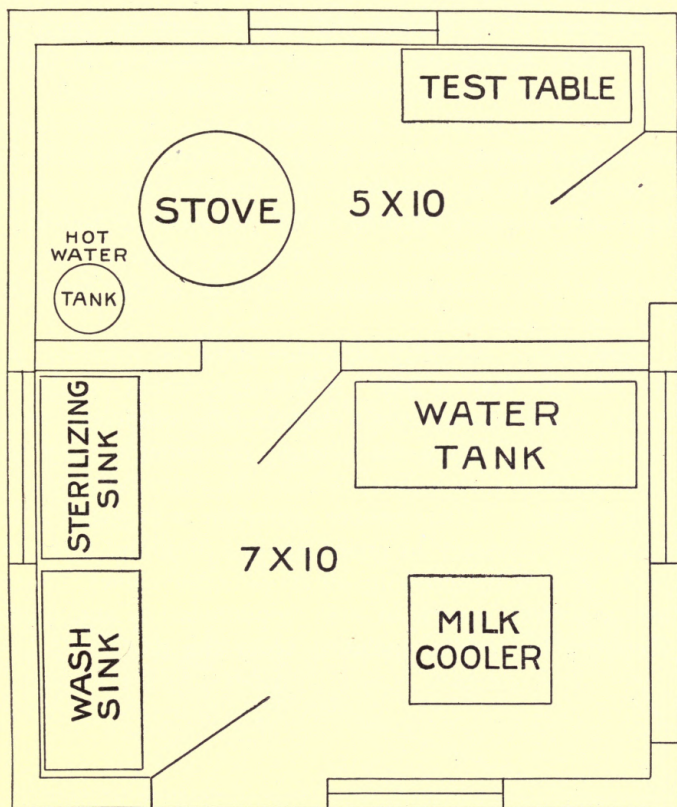 TEST TABLE
STOVE
5 X 10
HOT
WATER
TANK
STERILIZING
SINK
WATER
TANK
7 X 10
WASH
SINK
MILK
COOLER